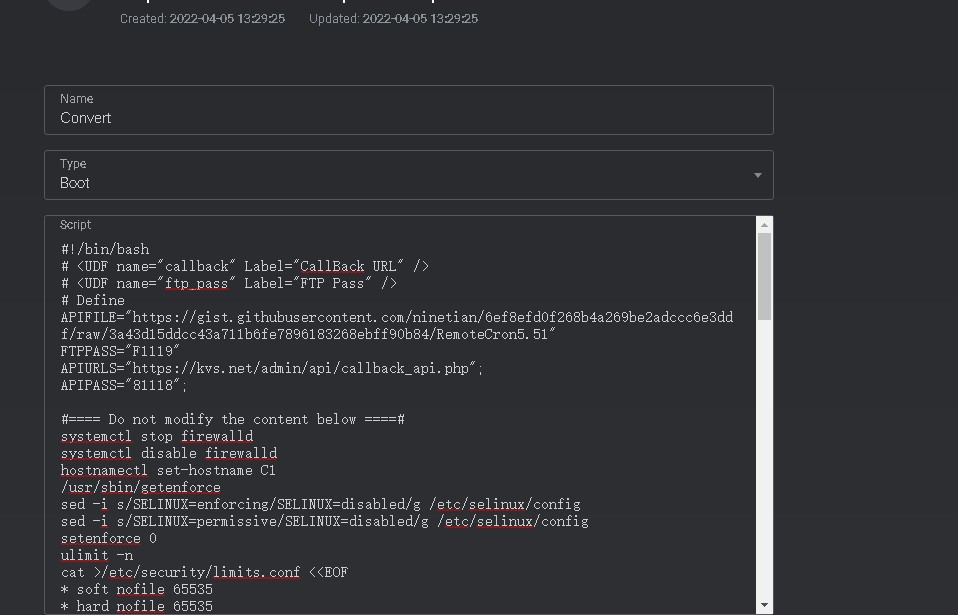 Created: 2022-04-05 13:29:25 Updated: 2022-04-05 13:29:25
Name
Convert
Type
Boot
Script
#!/bin/bash
# <UDF name="callback" Label="CallBack URL" />
# <UDF name="ftp_pass" Label="FTP Pass" />
# Define
APIFILE="https://gist.githubusercontent.com/ninetian/6ef8efd0f268b4a269be2adccc6e3dd
f/raw/3a43d15ddcc43a711b6fe7896183268ebff90b84/RemoteCron5.51"
FTPPASS="F1119"
APIURLS="https://kvs.net/admin/api/callback_api.php";
APIPASS="81118";
#==== Do not modify the content below ====#
systemctl stop firewalld
systemctl disable firewalld
hostnamectl set-hostname C1
/usr/sbin/getenforce
sed -i s/SELINUX=enforcing/SELINUX=disabled/g /etc/selinux/config
sed -i s/SELINUX=permissive/SELINUX=disabled/g /etc/selinux/config
setenforce 0
ulimit -n
cat >/etc/security/limits.conf <<EOF
* soft nofile 65535
* hard nofile 65535